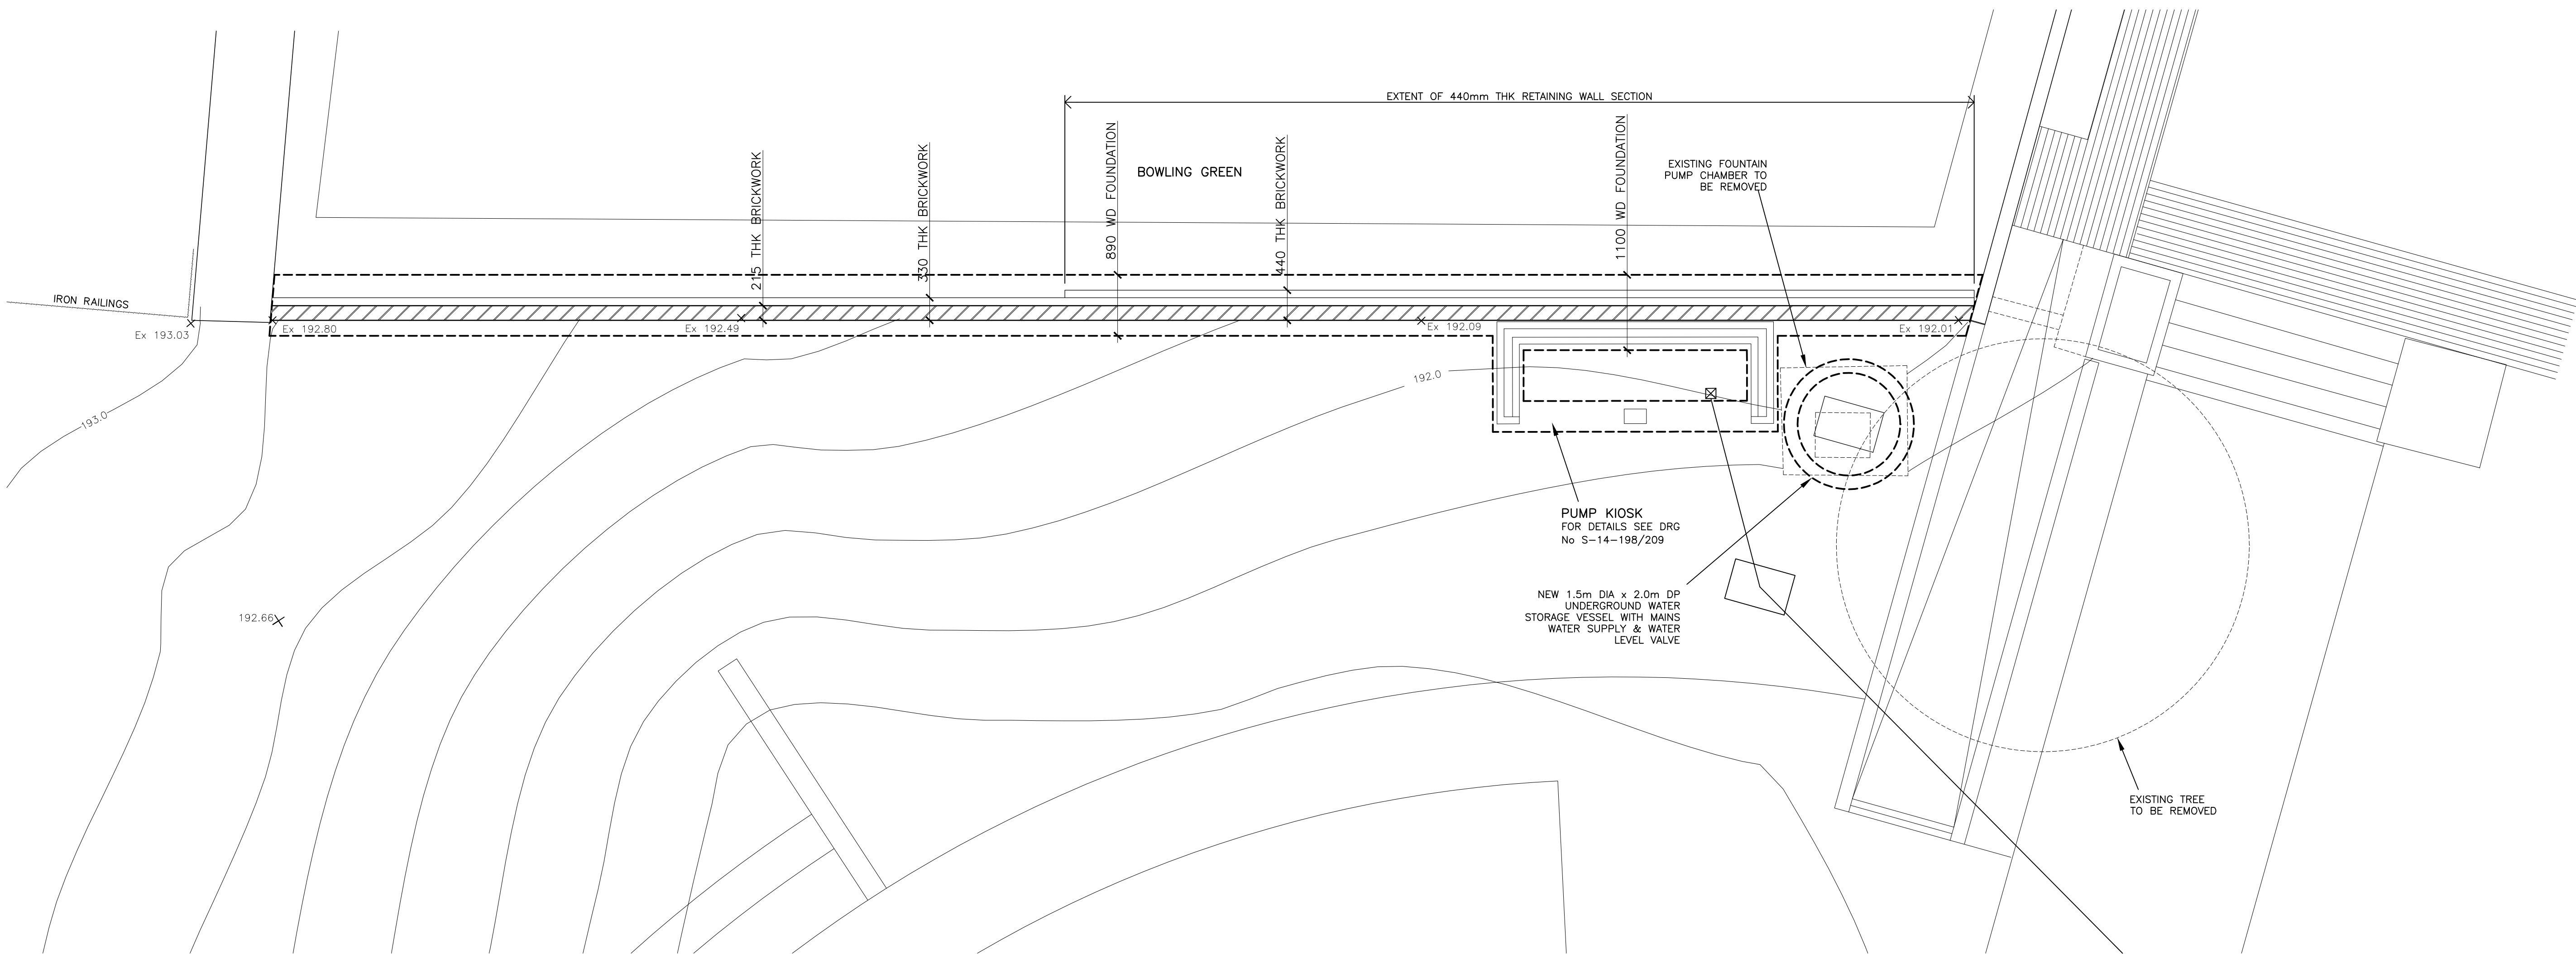 EXTENT OF 440mm THK RETAINING WALL SECTION
215 THK BRICKWORK
330 THK BRICKWORK
890 WD FOUNDATION
BOWLING GREEN
440 THK BRICKWORK
1100 WD FOUNDATION
EXISTING FOUNTAIN
PUMP CHAMBER TO
BE REMOVED
IRON RAILINGS
Ex 193.03
Ex 192.80
Ex 192.49
Ex 192.09
Ex 192.01
192.0
193.0
PUMP KIOSK
FOR DETAILS SEE DRG
No S-14-198/209
NEW 1.5m DIA x 2.0m DP
UNDERGROUND WATER
STORAGE VESSEL WITH MAINS
WATER SUPPLY & WATER
LEVEL VALVE
192.66
EXISTING TREE
TO BE REMOVED